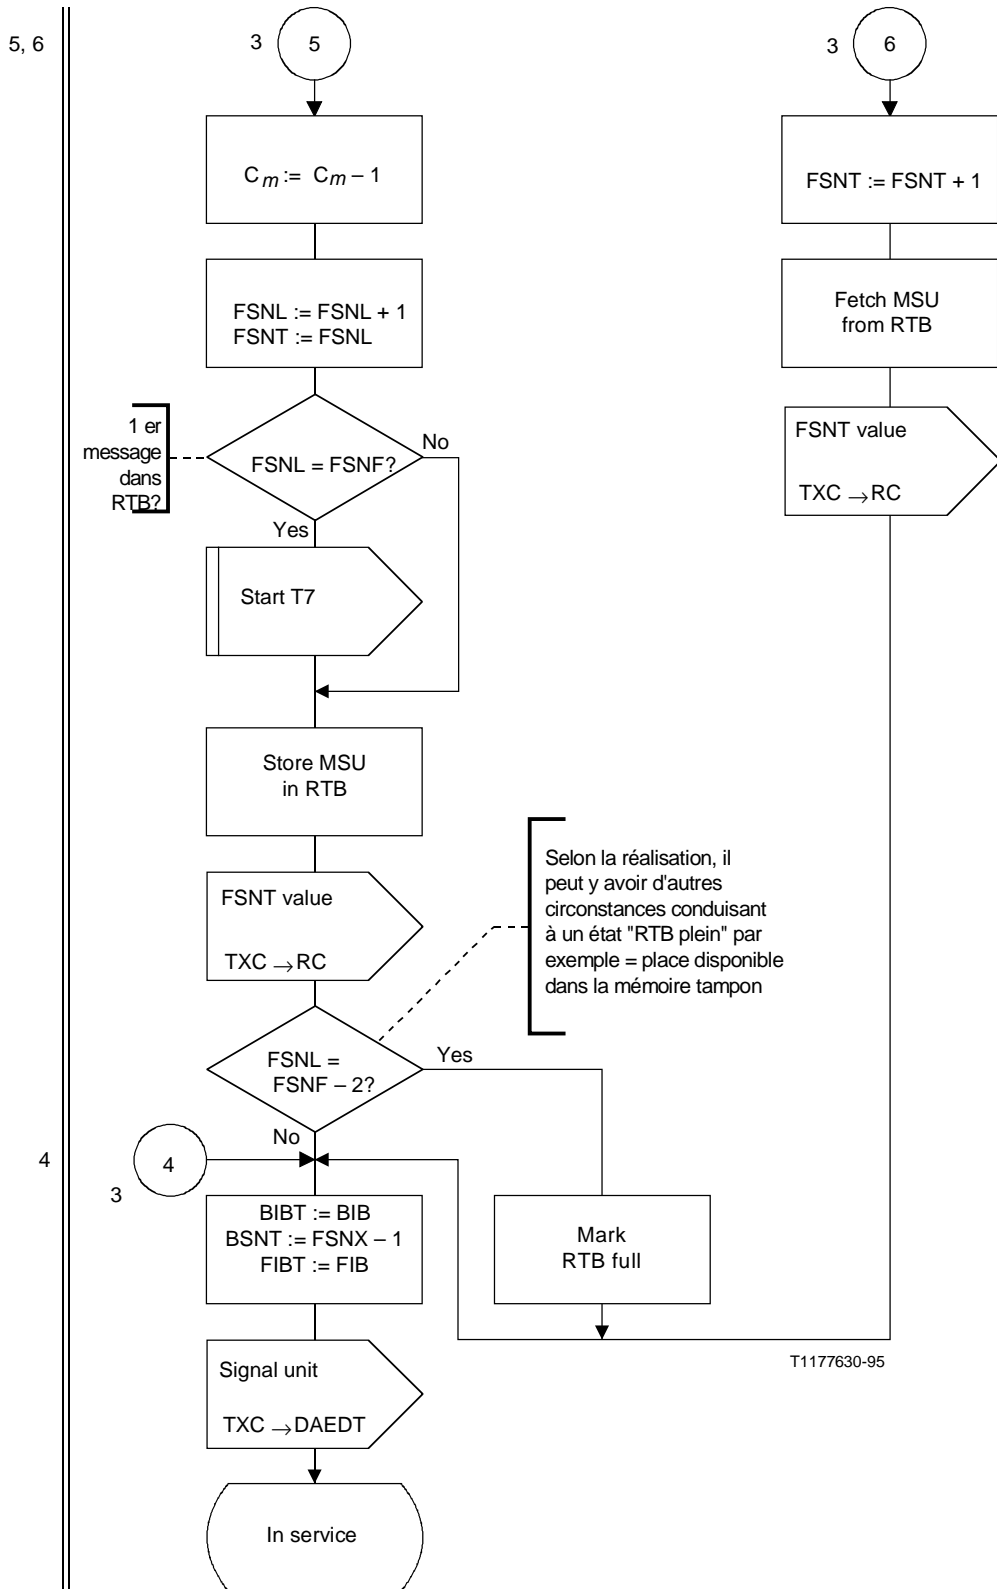 5, 6
3
5
3
6
Cm := Cm – 1
FSNT := FSNT + 1
FSNL := FSNL + 1
FSNT := FSNL
Fetch MSU
from RTB
1 er
message
dans
RTB?
FSNL = FSNF?
No
Yes
FSNT value
TXC → RC
Start T7
Store MSU
in RTB
FSNT value
TXC → RC
Selon la réalisation, il
peut y avoir d'autres
circonstances conduisant
à un état "RTB plein" par
exemple = place disponible
dans la mémoire tampon
FSNL =
FSNF – 2?
Yes
No
4
4
3
BIBT := BIB
BSNT := FSNX – 1
FIBT := FIB
Mark
RTB full
T1177630-95
Signal unit
TXC → DAEDT
In service